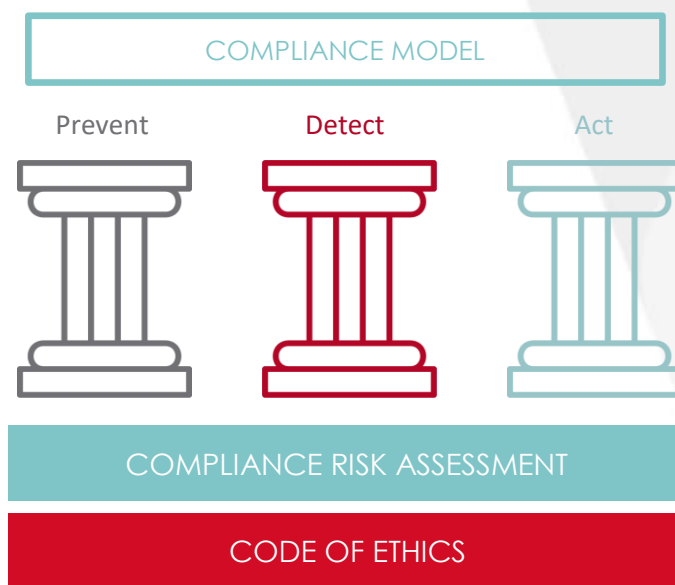 COMPLIANCE MODEL
Prevent Detect Act
COMPLIANCE RISK ASSESSMENT
CODE OF ETHICS